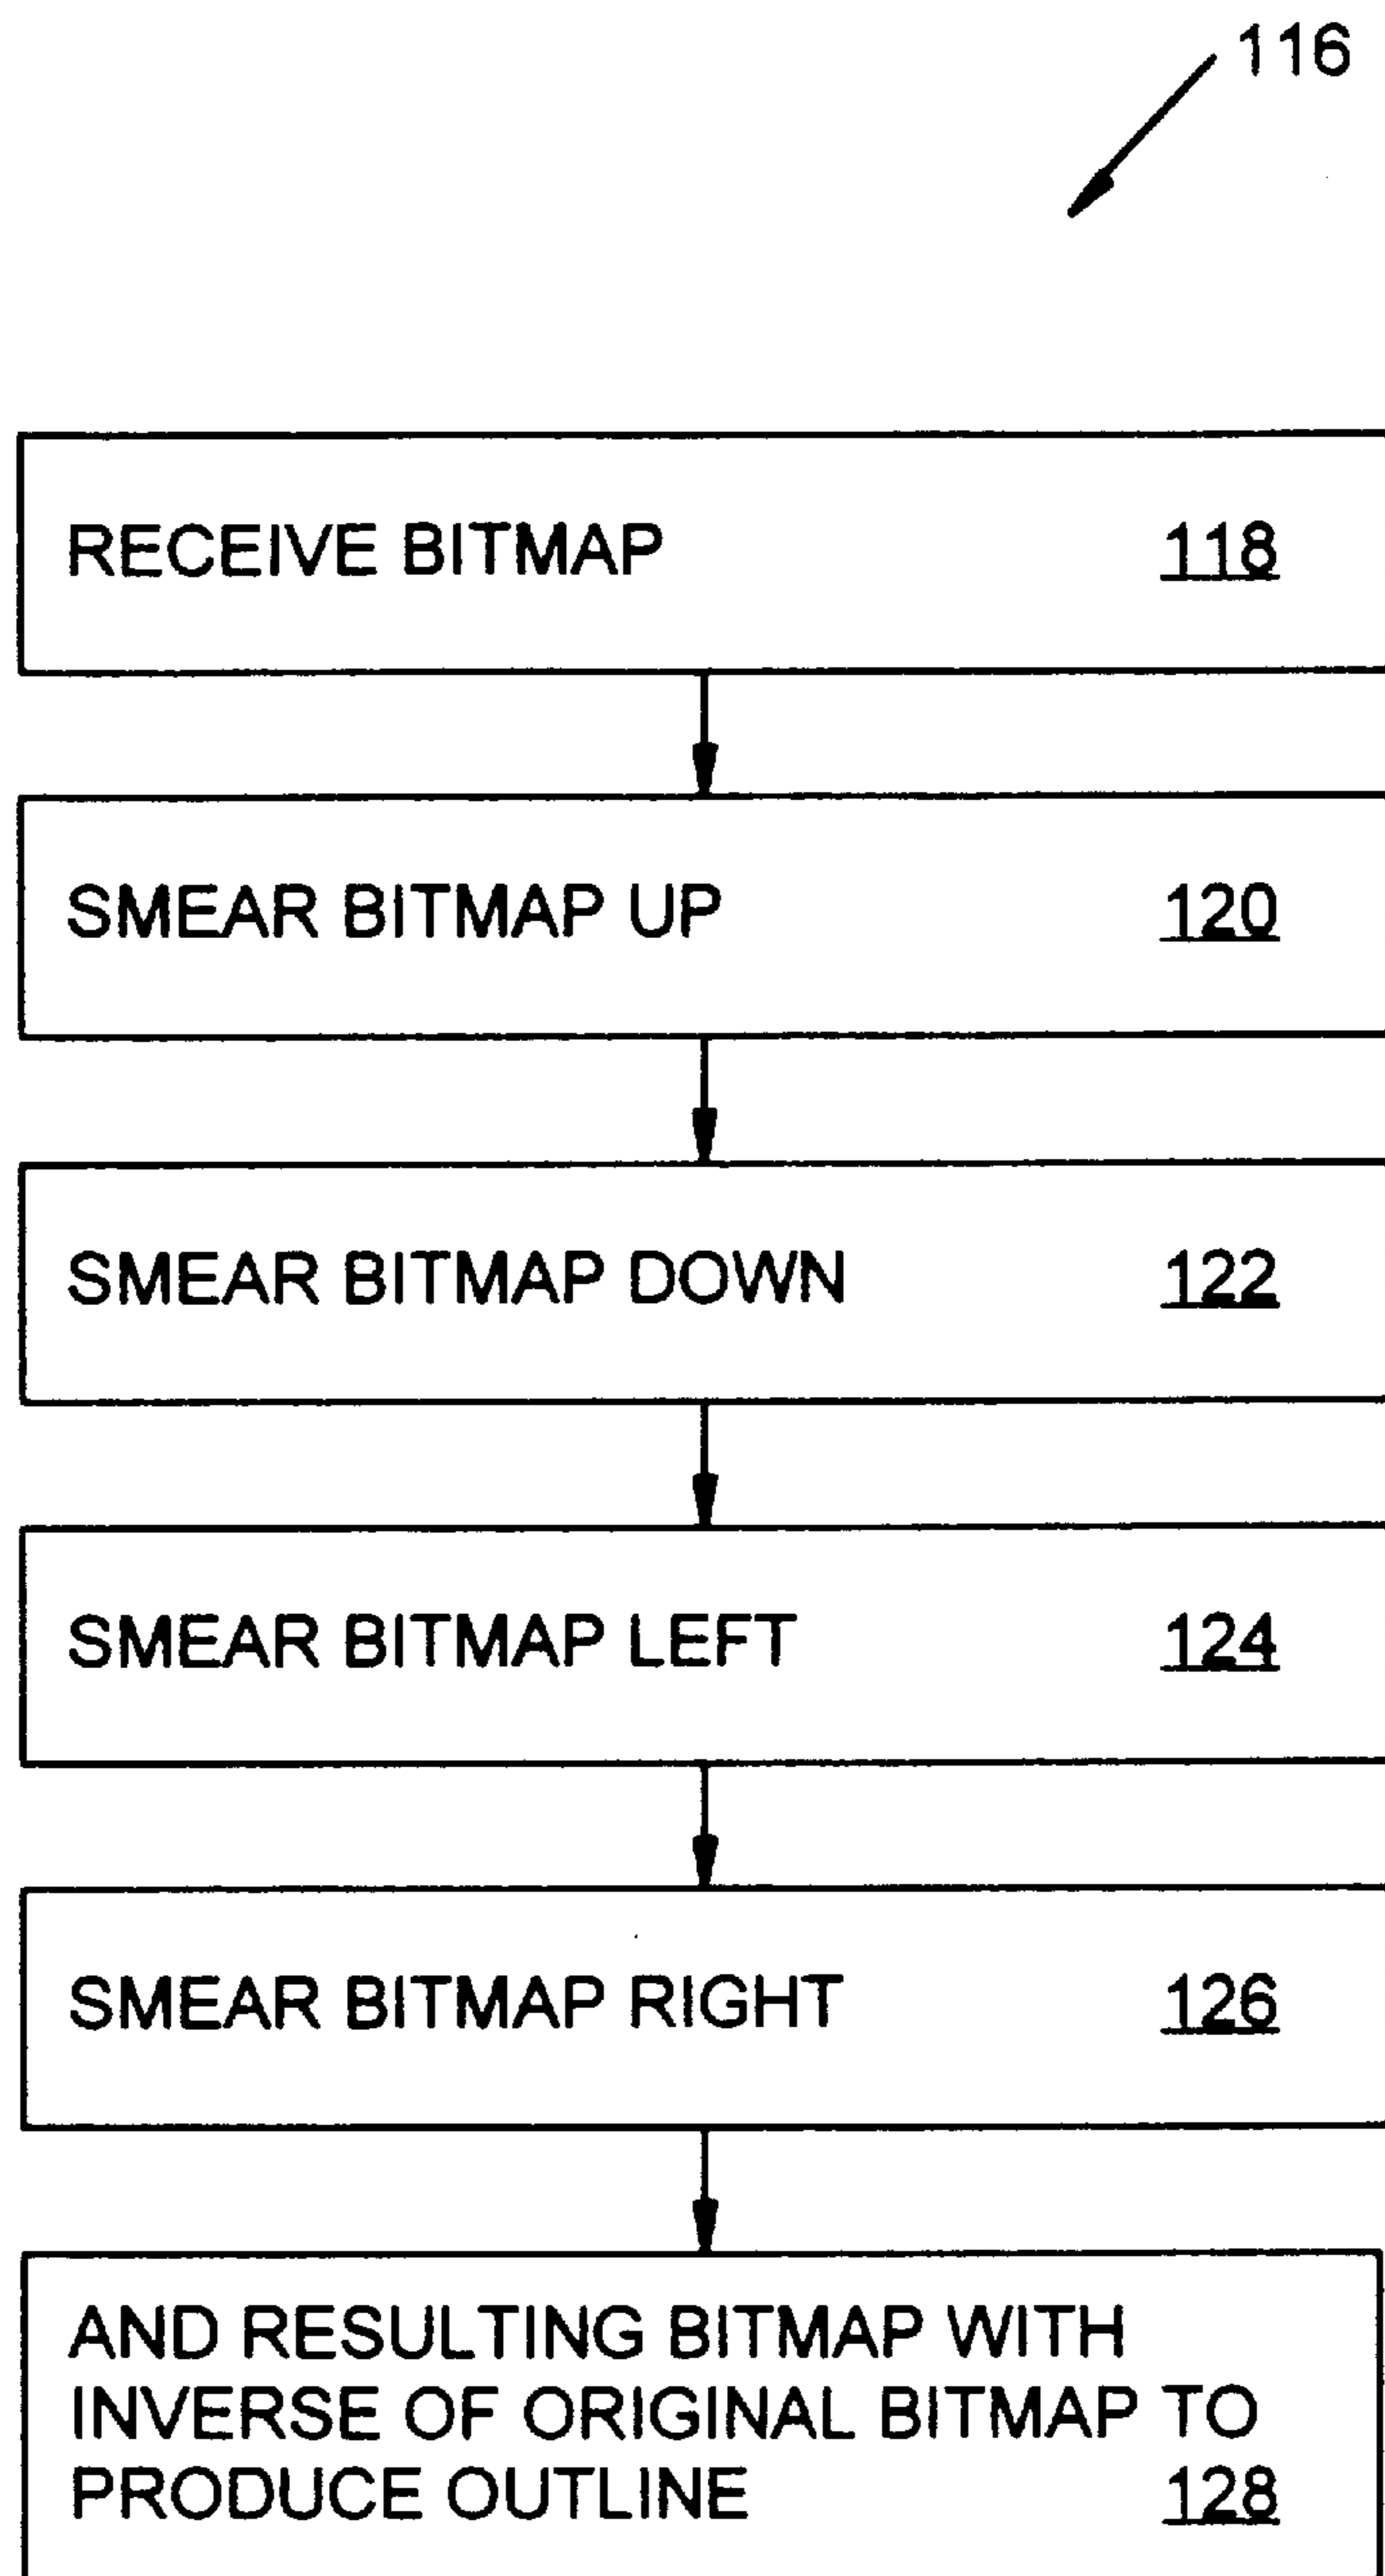 116
RECEIVE BITMAP 118
SMEAR BITMAP UP 120
SMEAR BITMAP DOWN 122
SMEAR BITMAP LEFT 124
SMEAR BITMAP RIGHT 126
AND RESULTING BITMAP WITH
INVERSE OF ORIGINAL BITMAP TO
PRODUCE OUTLINE 128